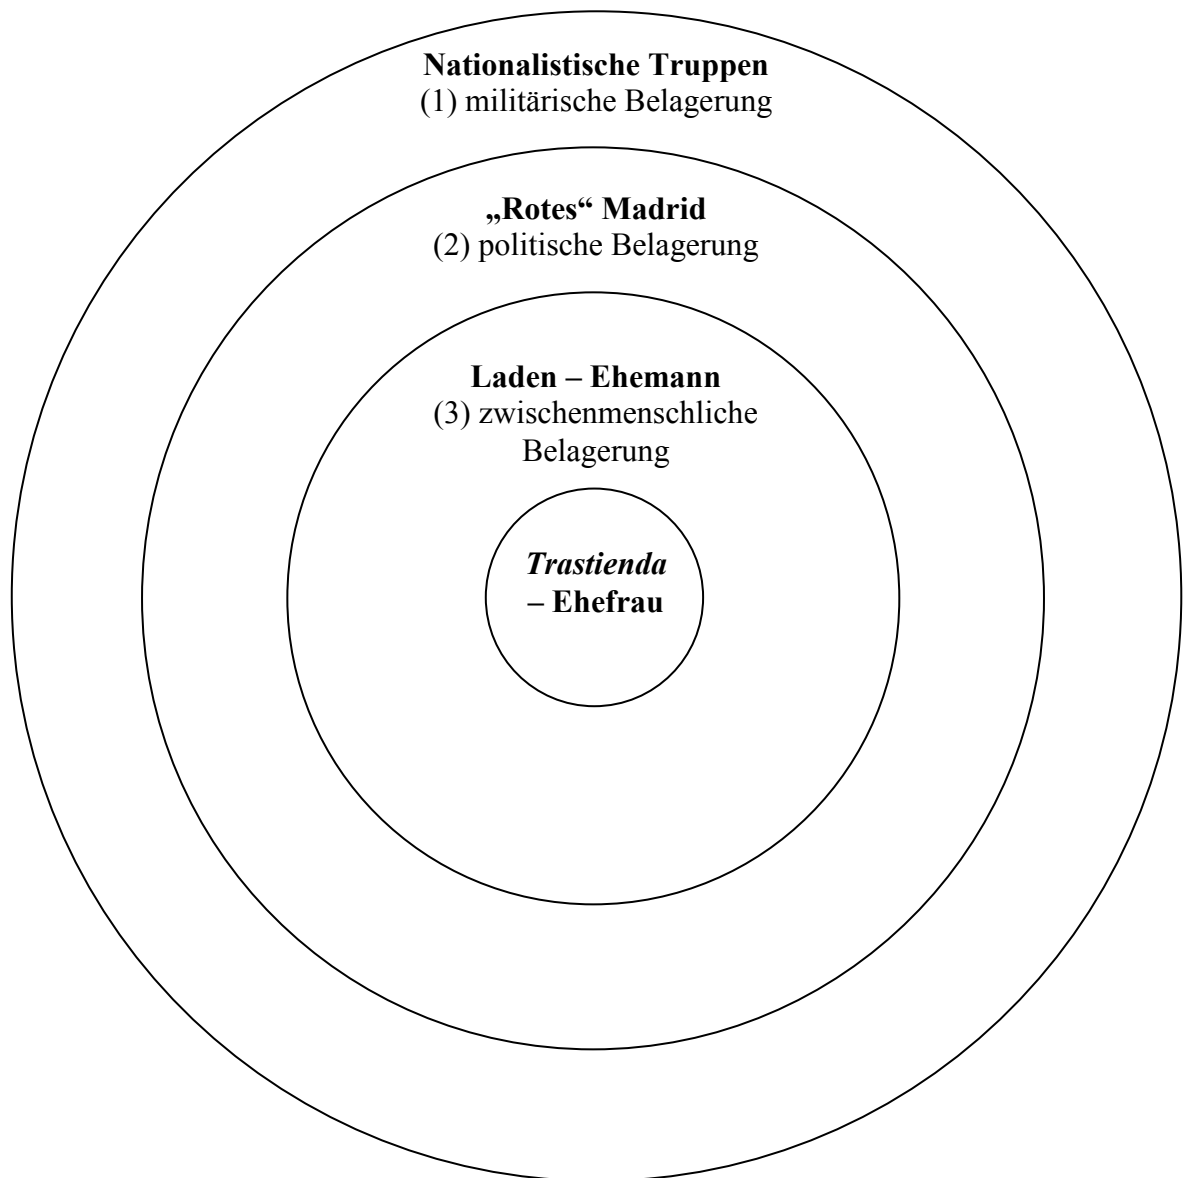 Nationalistische Truppen
(1) militärische Belagerung
„Rotes“ Madrid
(2) politische Belagerung
Laden – Ehemann
(3) zwischenmenschliche
Belagerung
Trastienda
– Ehefrau